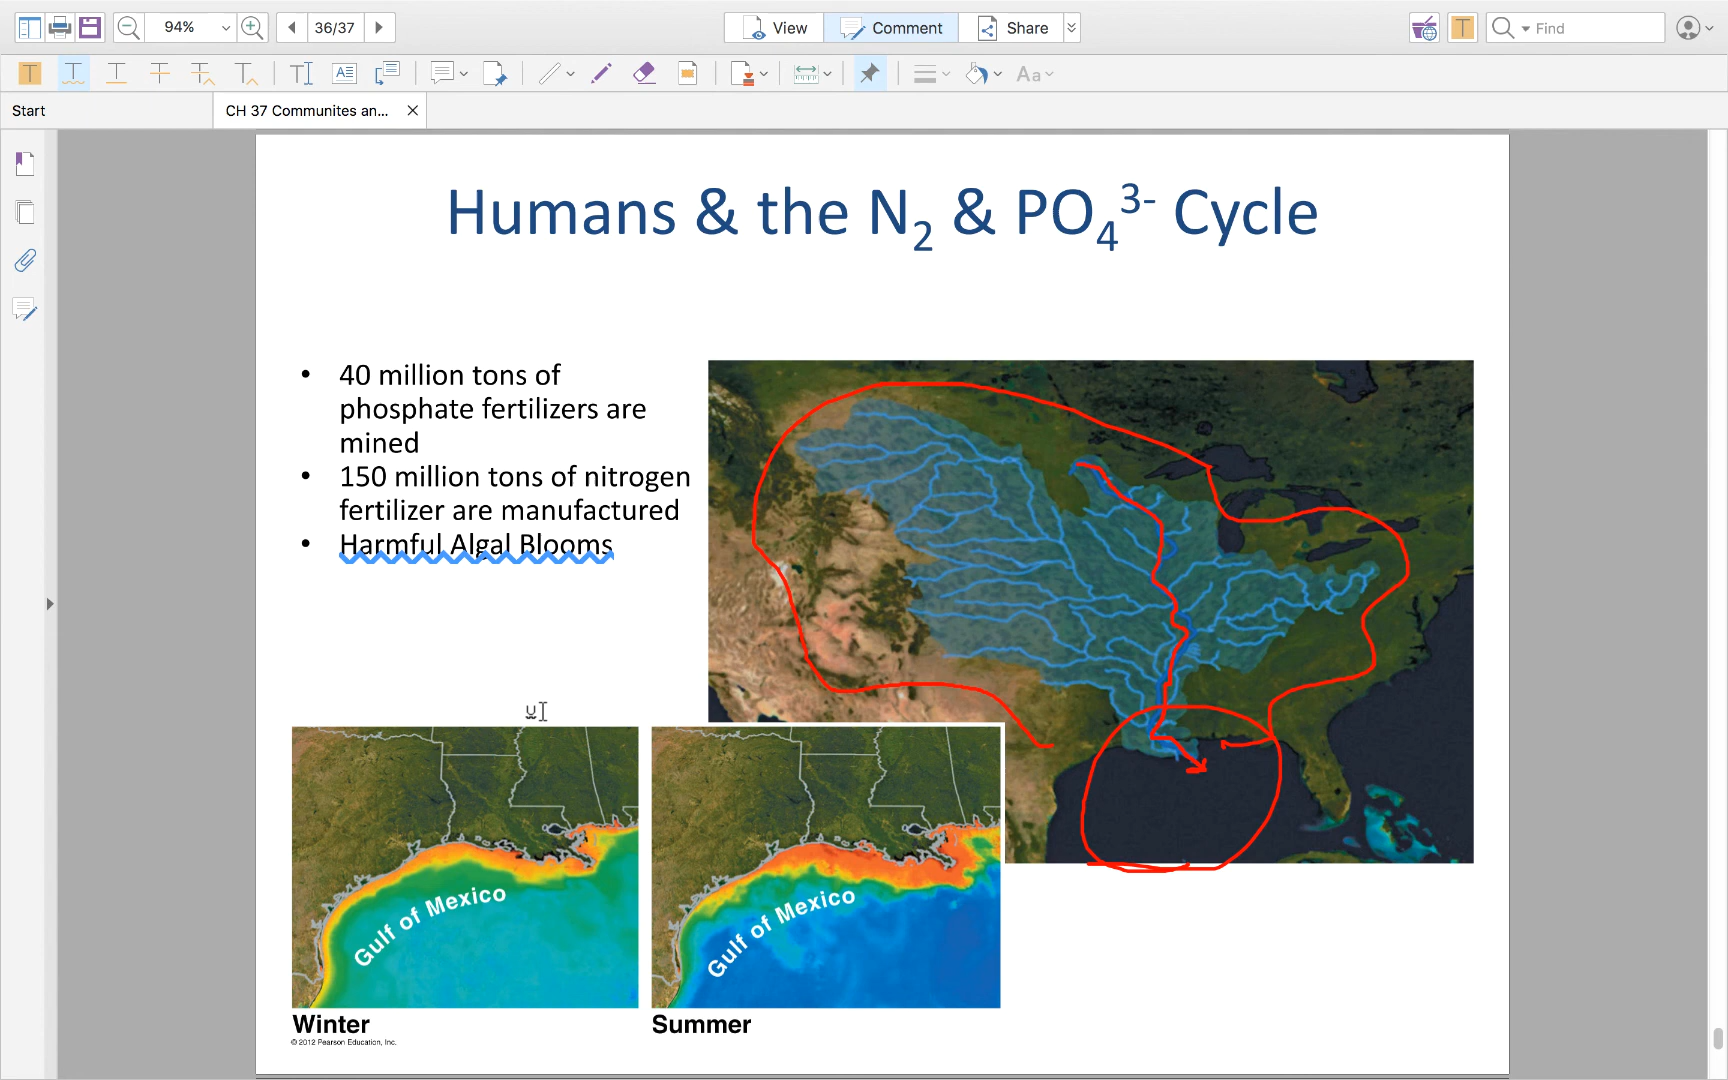 94%
36/37
View
Comment
Share
T
Find
T
T
T
T
T
T
T
AE
Aa
Start
CH 37 Communites an...
Humans & the N₂ & PO₄³⁻ Cycle
• 40 million tons of
phosphate fertilizers are
mined
• 150 million tons of nitrogen
fertilizer are manufactured
• Harmful Algal Blooms
Gulf of Mexico
Gulf of Mexico
Winter
Summer
© 2012 Pearson Education, Inc.